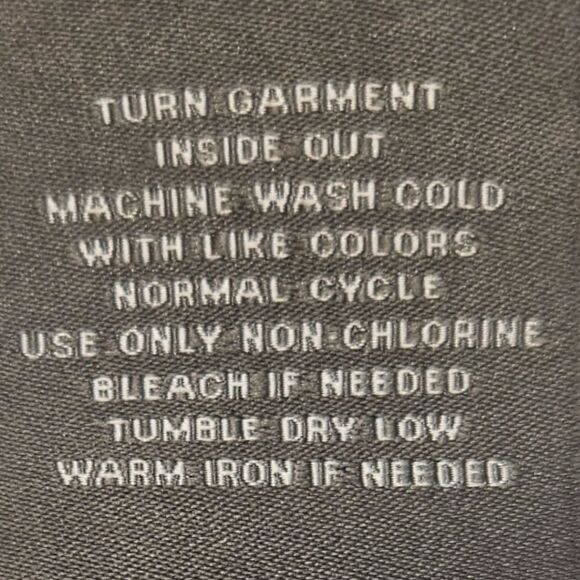 TURN GARMENT
INSIDE OUT
MACHINE WASH COLD
WITH LIKE COLORS
NORMAL CYCLE
USE ONLY NON-CHLORINE
BLEACH IF NEEDED
TUMBLE DRY LOW
WARM IRON IF NEEDED